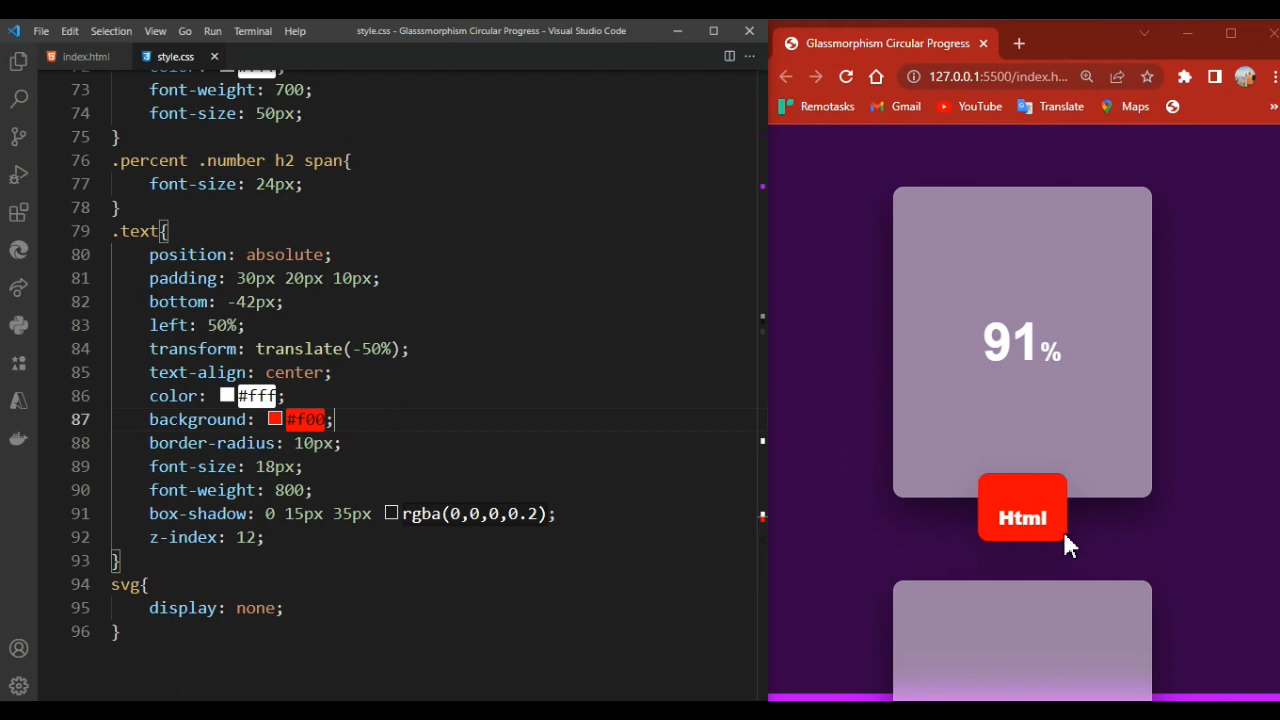 File Edit Selection View Go Run Terminal Help style.css - Glasssmorphism Circular Progress - Visual Studio Code
index.html style.css
73 font-weight: 700;
74 font-size: 50px;
75 }
76 .percent .number h2 span{
77 font-size: 24px;
78 }
79 .text{
80 position: absolute;
81 padding: 30px 20px 10px;
82 bottom: -42px;
83 left: 50%;
84 transform: translate(-50%);
85 text-align: center;
86 color: #fff;
87 background: #f00;
88 border-radius: 10px;
89 font-size: 18px;
90 font-weight: 800;
91 box-shadow: 0 15px 35px rgba(0,0,0,0.2);
92 z-index: 12;
93 }
94 svg{
95 display: none;
96 }
Glassmorphism Circular Progress
127.0.0.1:5500/index.h...
Remotasks Gmail YouTube Translate Maps »
91%
Html